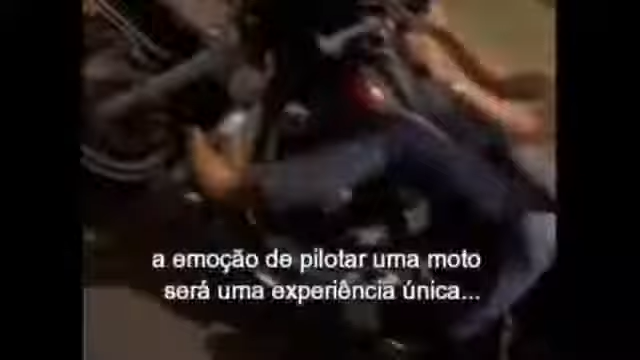 a emoção de pilotar uma moto
será uma experiência única...